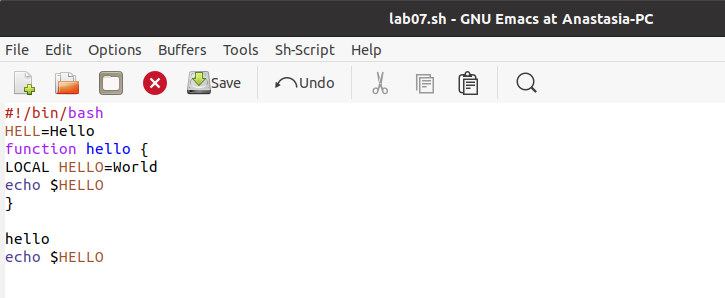 lab07.sh - GNU Emacs at Anastasia-PC
File Edit Options Buffers Tools Sh-Script Help
Save Undo
#!/bin/bash
HELL=Hello
function hello {
LOCAL HELLO=World
echo $HELLO
}
hello
echo $HELLO